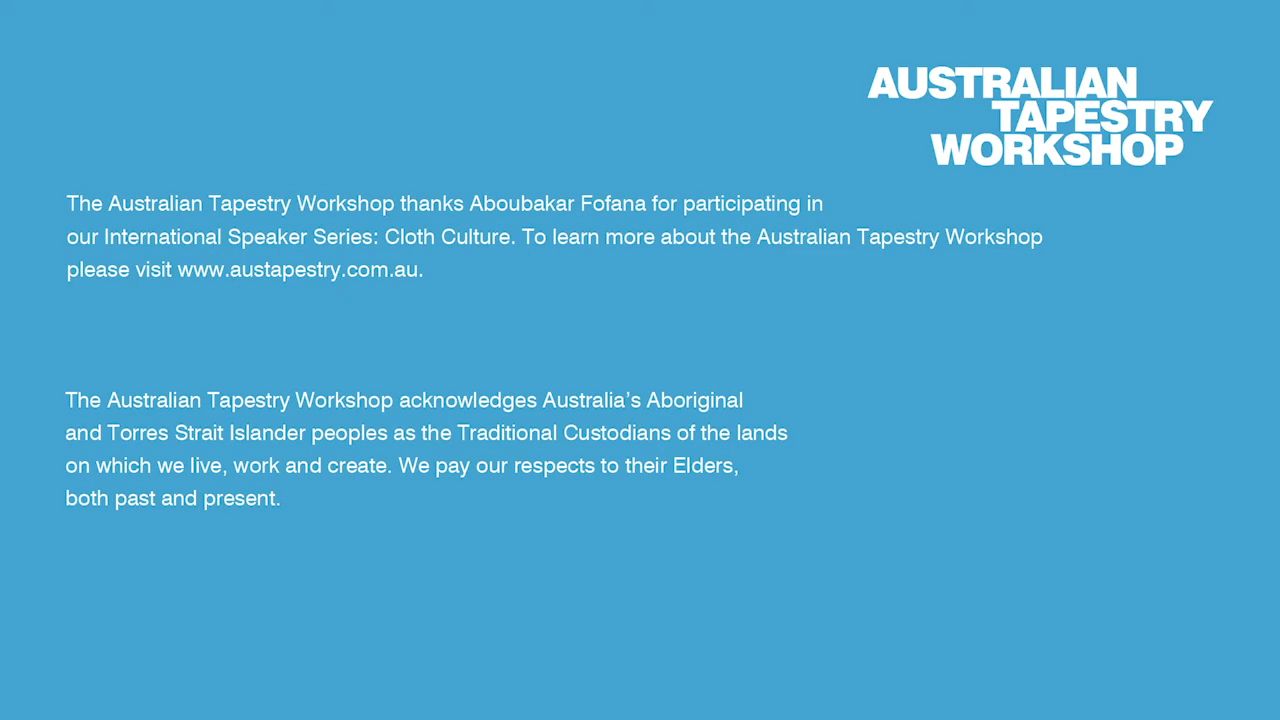 AUSTRALIAN
TAPESTRY
WORKSHOP
The Australian Tapestry Workshop thanks Aboubakar Fofana for participating in
our International Speaker Series: Cloth Culture. To learn more about the Australian Tapestry Workshop
please visit www.austapestry.com.au.
The Australian Tapestry Workshop acknowledges Australia’s Aboriginal
and Torres Strait Islander peoples as the Traditional Custodians of the lands
on which we live, work and create. We pay our respects to their Elders,
both past and present.